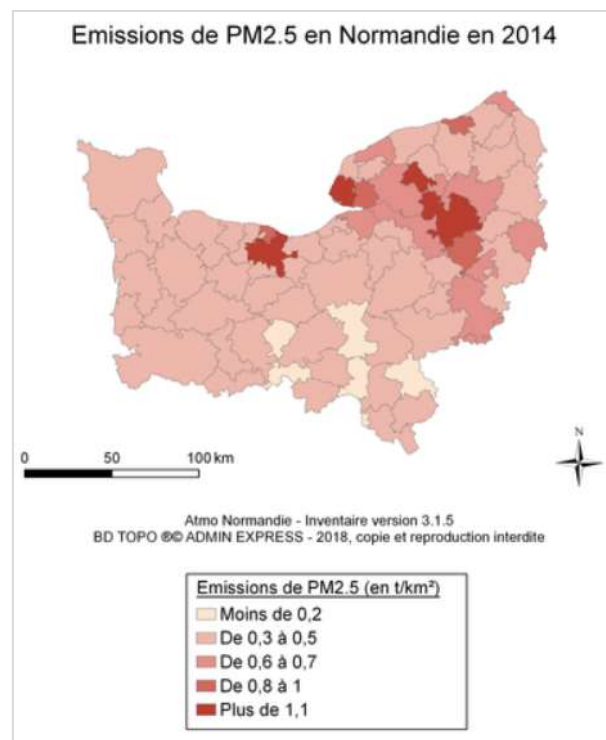 Emissions de PM2.5 en Normandie en 2014
N
0 50 100 km
Atmo Normandie - Inventaire version 3.1.5
BD TOPO ®© ADMIN EXPRESS - 2018, copie et reproduction interdite
Emissions de PM2.5 (en t/km²)
Moins de 0,2
De 0,3 à 0,5
De 0,6 à 0,7
De 0,8 à 1
Plus de 1,1